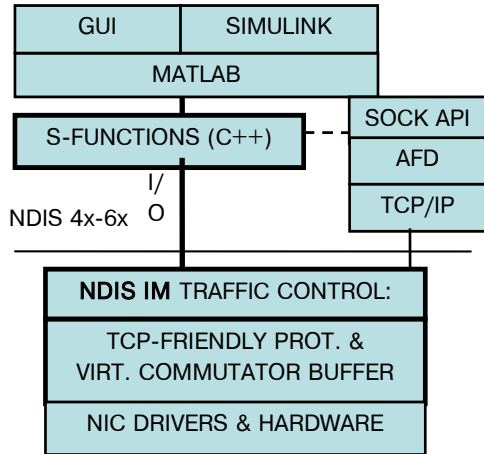 GUI
SIMULINK
MATLAB
SOCK API
S-FUNCTIONS (C++)
AFD
I/
O
TCP/IP
NDIS 4x-6x
NDIS IM TRAFFIC CONTROL:
TCP-FRIENDLY PROT. &
VIRT. COMMUTATOR BUFFER
NIC DRIVERS & HARDWARE